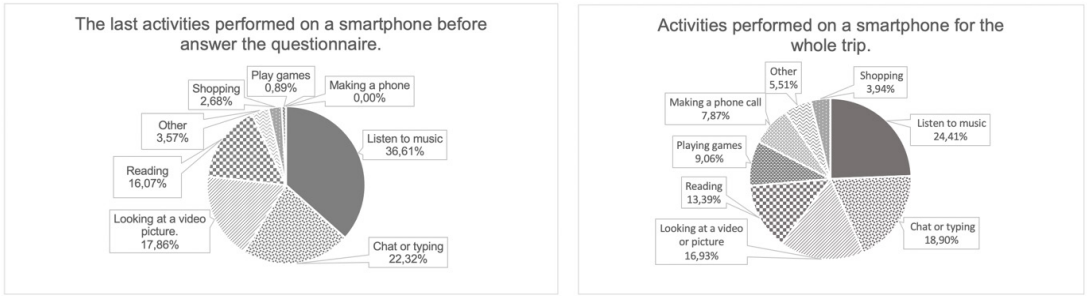 The last activities performed on a smartphone before
answer the questionnaire.
Play games
0,89%
Making a phone
0,00%
Shopping
2,68%
Other
3,57%
Listen to music
36,61%
Reading
16,07%
Looking at a video
picture.
17,86%
Chat or typing
22,32%
Activities performed on a smartphone for the
whole trip.
Other
5,51%
Shopping
3,94%
Making a phone call
7,87%
Listen to music
24,41%
Playing games
9,06%
Reading
13,39%
Chat or typing
18,90%
Looking at a video
or picture
16,93%